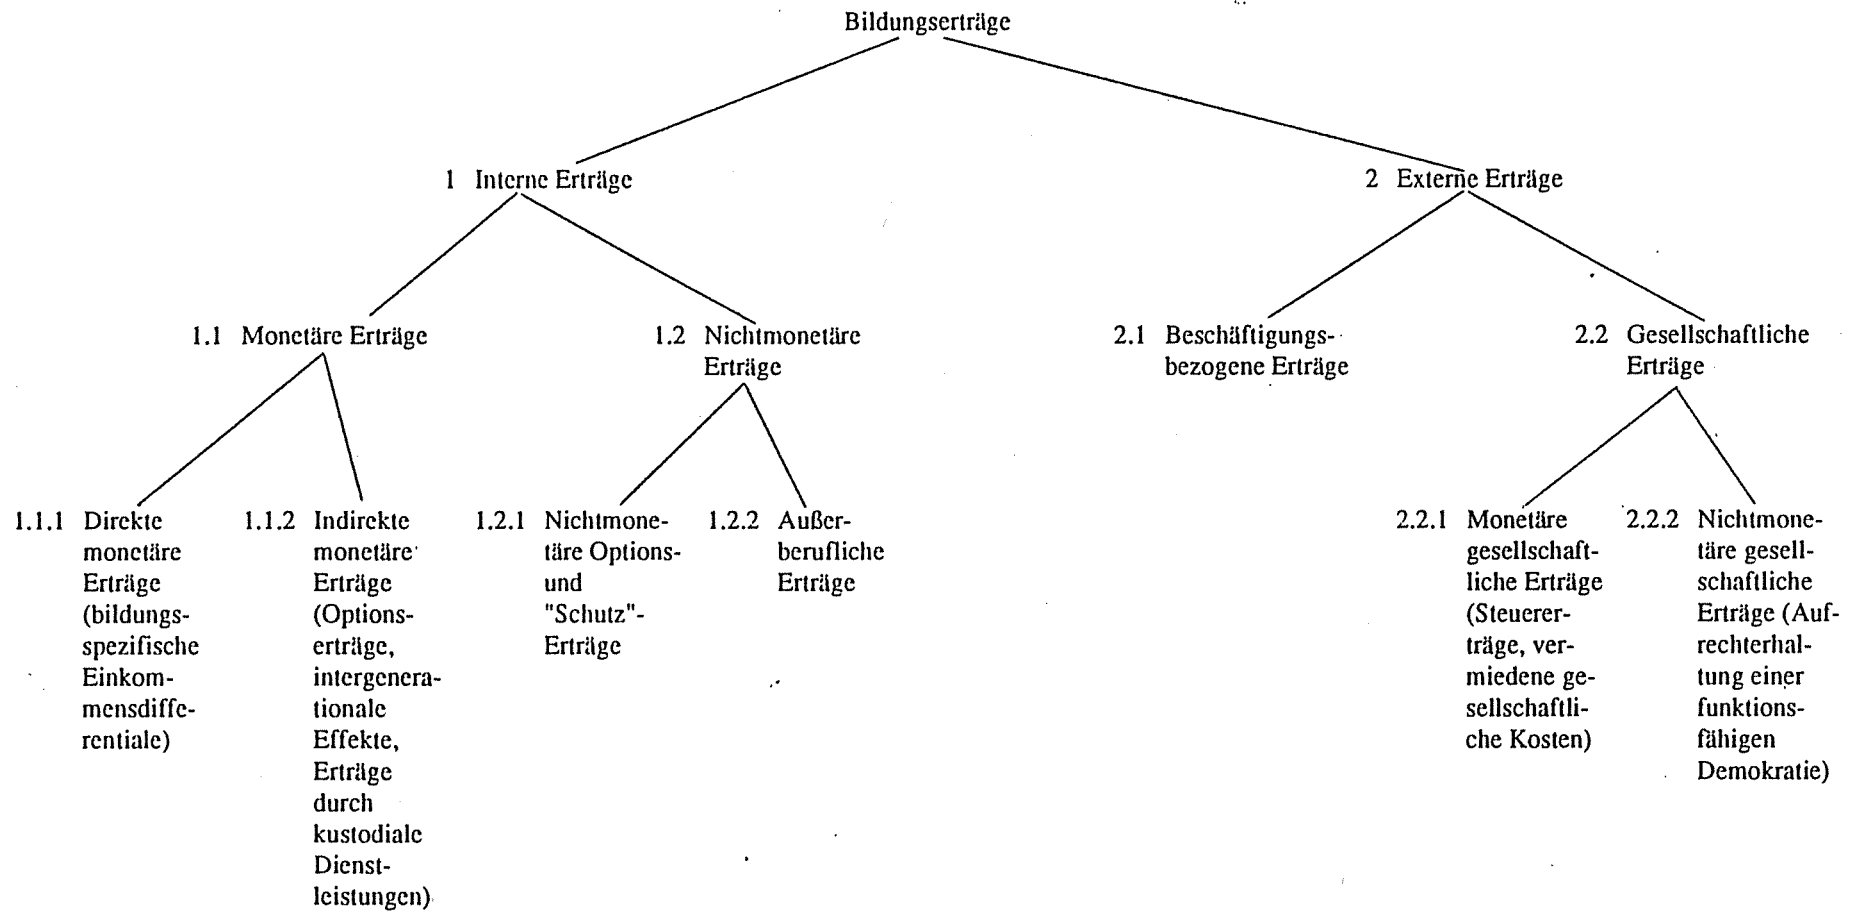 Bildungserträge
1 Interne Erträge
2 Externe Erträge
1.1 Monetäre Erträge
1.2 Nichtmonetäre
Erträge
2.1 Beschäftigungs-
bezogene Erträge
2.2 Gesellschaftliche
Erträge
1.1.1 Direkte
monetäre
Erträge
(bildungs-
spezifische
Einkom-
mensdiffe-
rentiale)
1.1.2 Indirekte
monetäre
Erträge
(Options-
erträge,
intergenera-
tionale
Effekte,
Erträge
durch
kustodiale
Dienst-
leistungen)
1.2.1 Nichtmone-
täre Options-
und
"Schutz"-
Erträge
1.2.2 Außer-
berufliche
Erträge
2.2.1 Monetäre
gesellschaft-
liche Erträge
(Steuerer-
träge, ver-
miedene ge-
sellschaftli-
che Kosten)
2.2.2 Nichtmone-
täre gesell-
schaftliche
Erträge (Auf-
rechterhal-
tung einer
funktions-
fähigen
Demokratie)